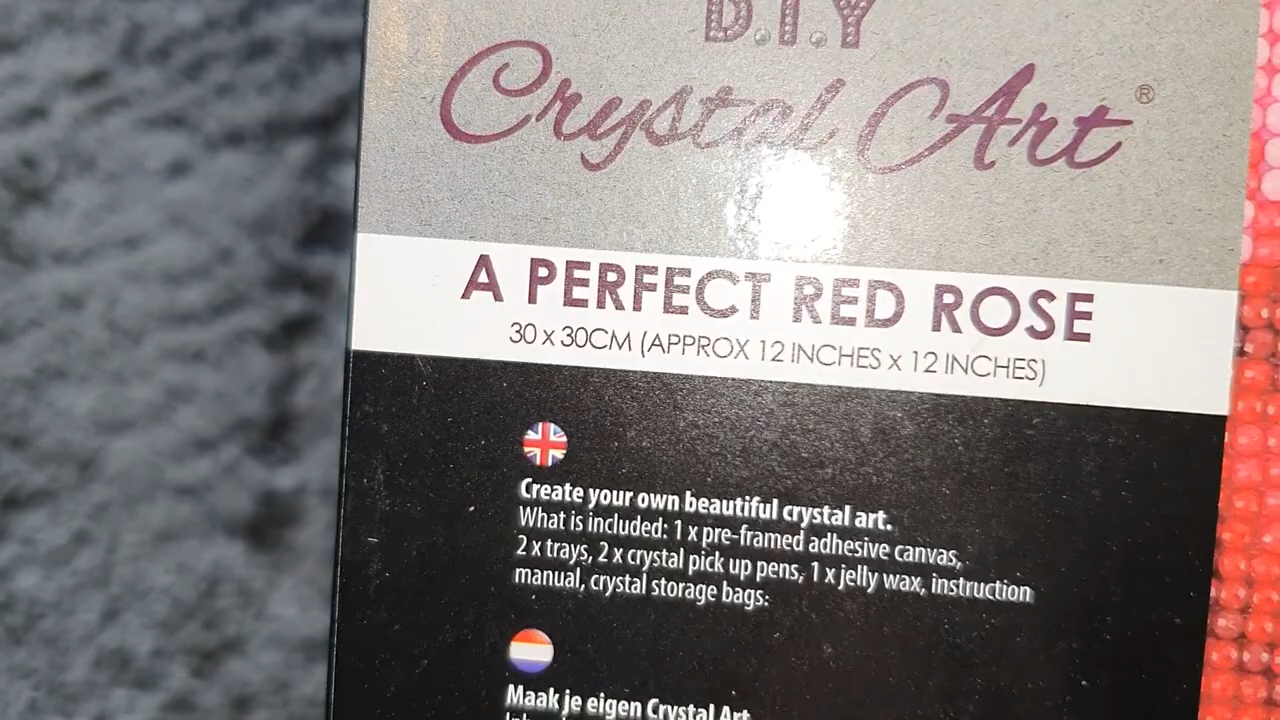 D.I.Y
Crystal Art®
A PERFECT RED ROSE
30 x 30CM (APPROX 12 INCHES x 12 INCHES)
Create your own beautiful crystal art.
What is included: 1 x pre-framed adhesive canvas,
2 x trays, 2 x crystal pick up pens, 1 x jelly wax, instruction
manual, crystal storage bags.
Maak je eigen Crystal Art